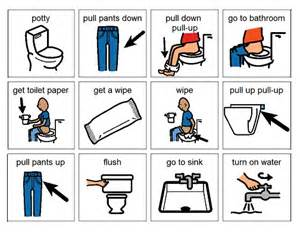 potty
pull pants down
pull down
pull-up
go to bathroom
get toilet paper
get a wipe
wipe
pull up pull-up
pull pants up
flush
go to sink
turn on water